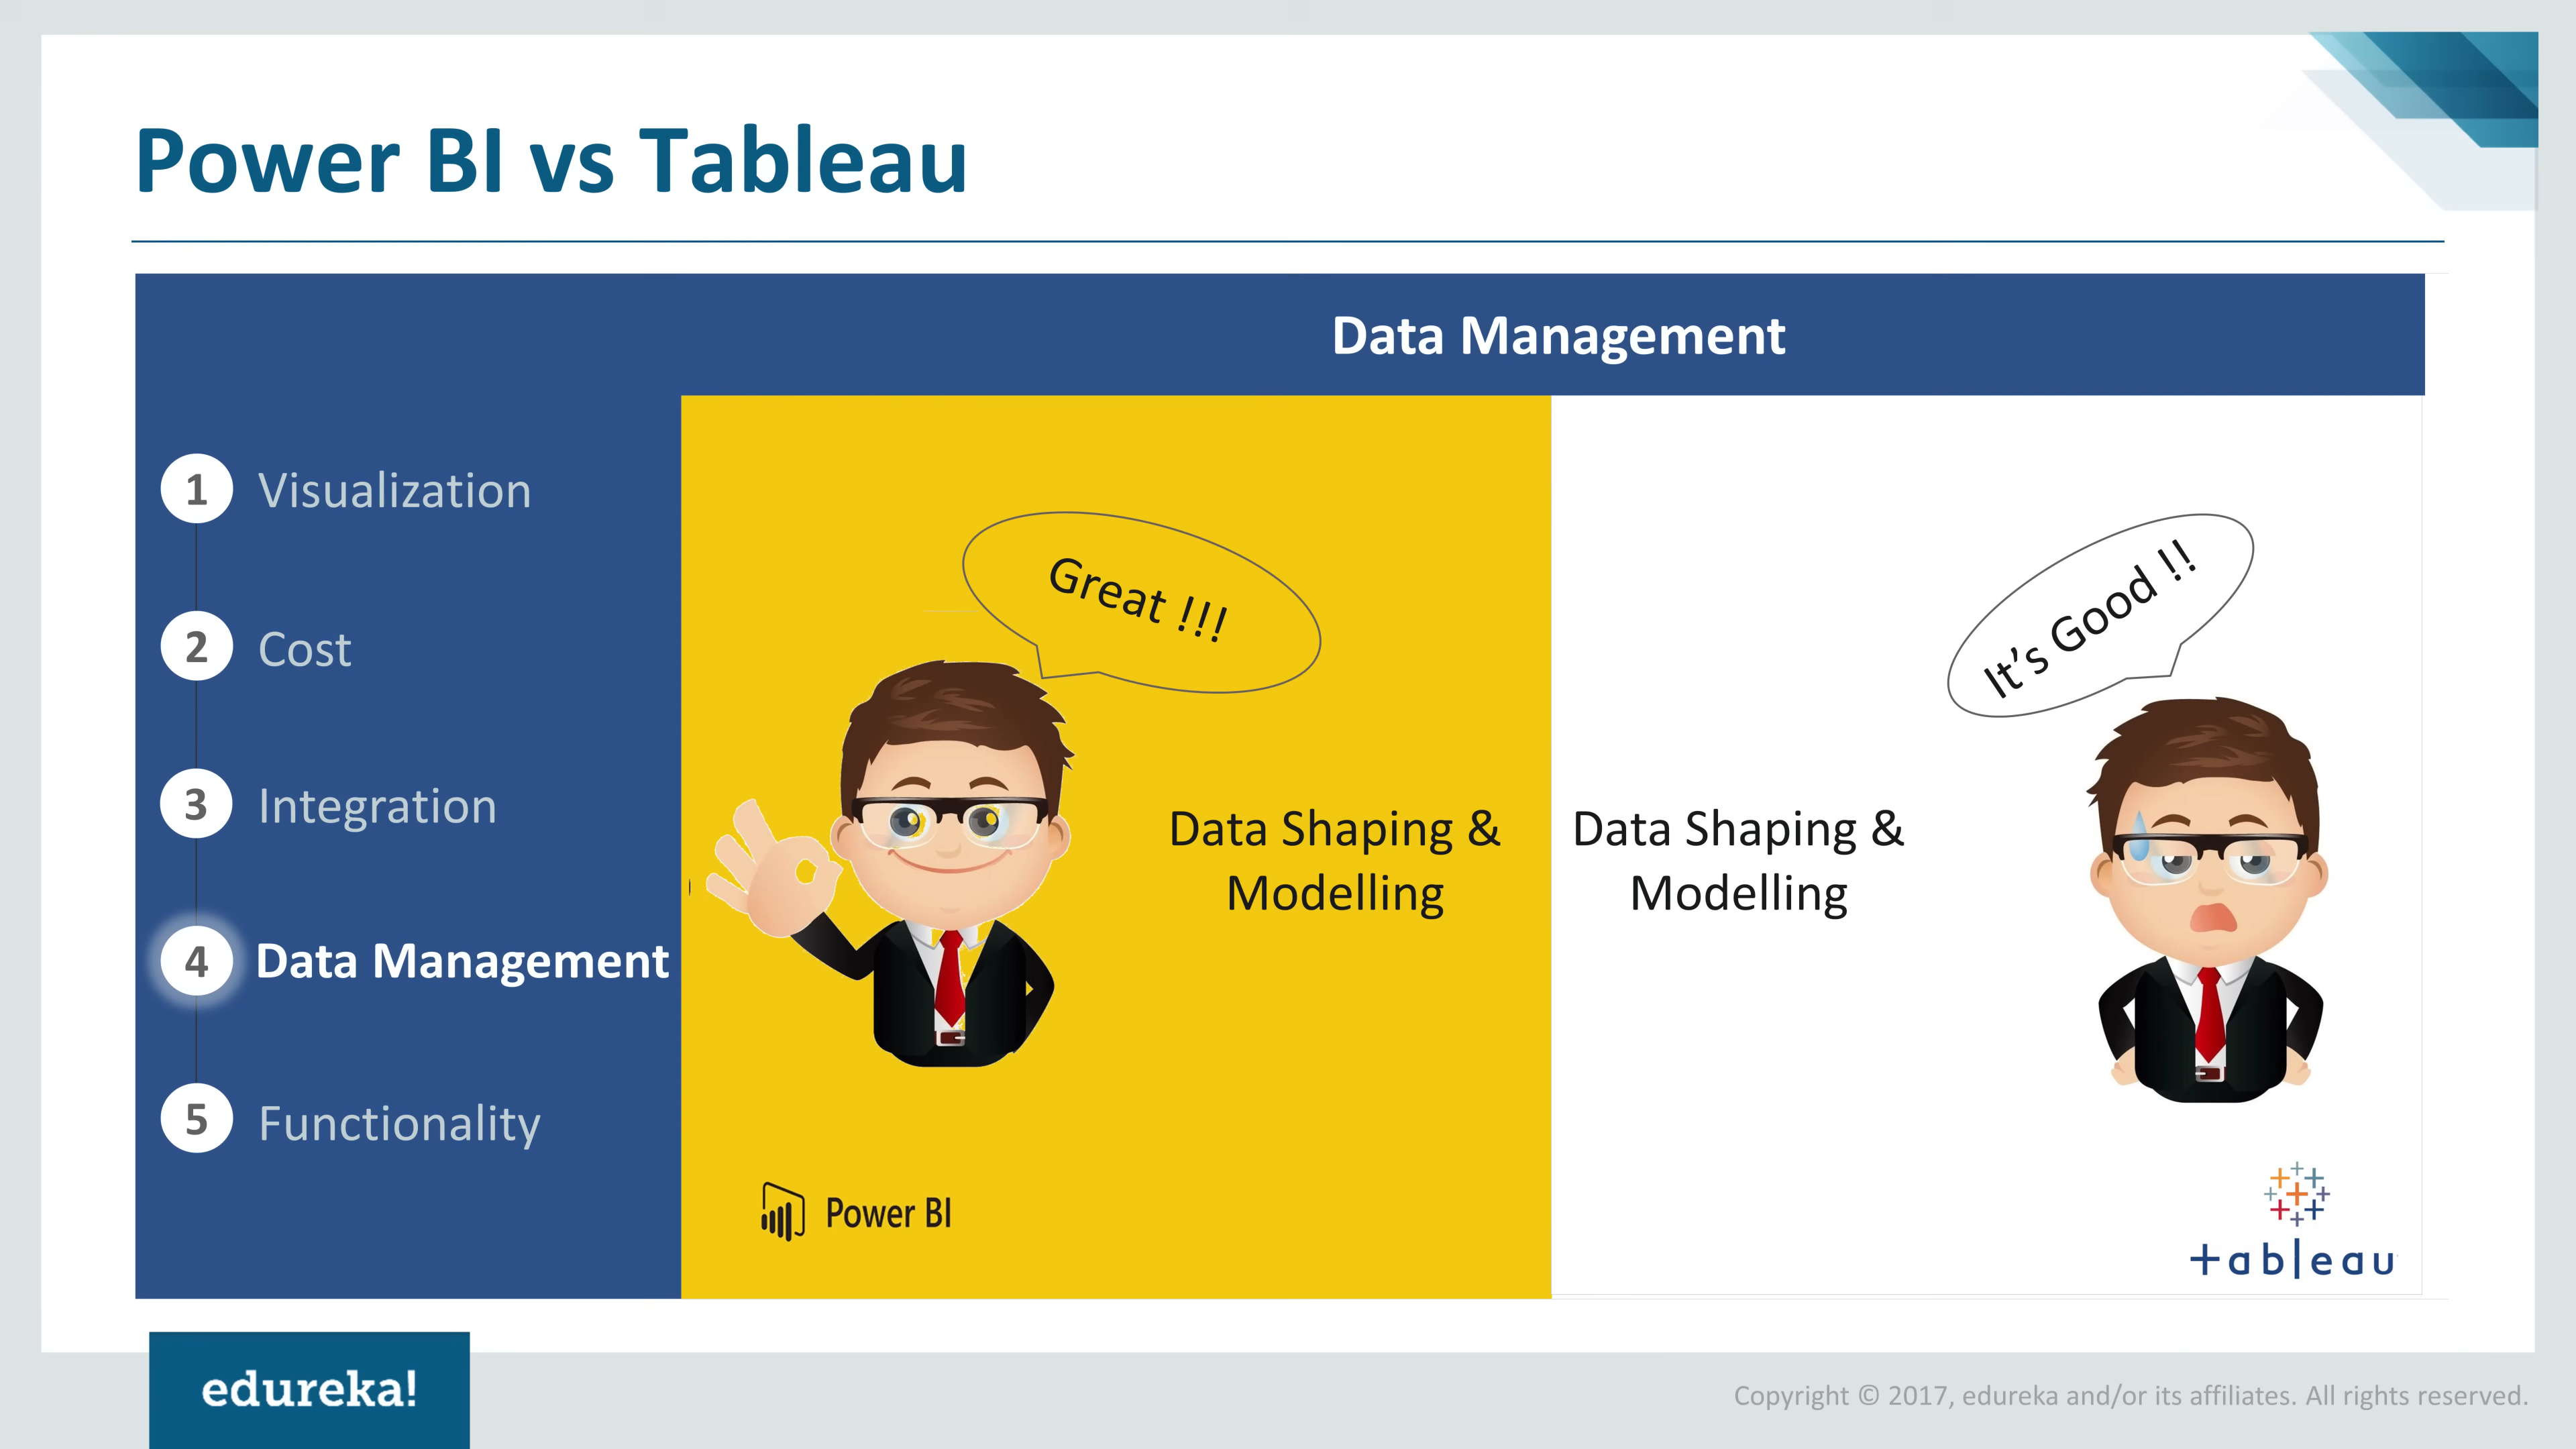 Power BI vs Tableau
Data Management
1 Visualization
2 Cost
3 Integration
4 Data Management
5 Functionality
Great !!!
Data Shaping &
Modelling
Power BI
It's Good !!
Data Shaping &
Modelling
+ableau
edureka!
Copyright © 2017, edureka and/or its affiliates. All rights reserved.